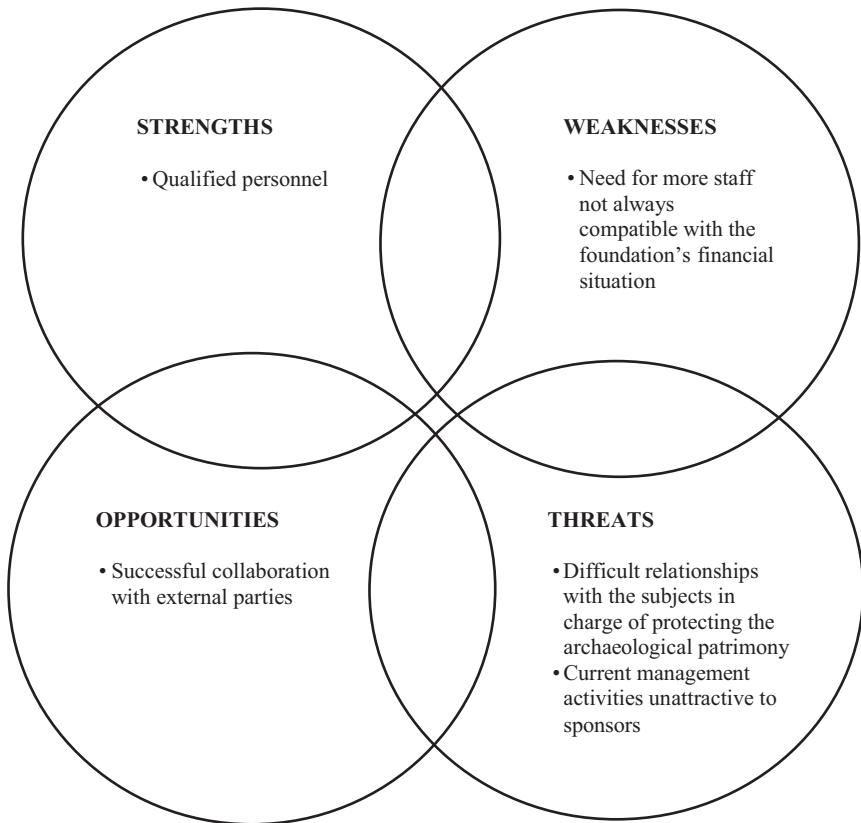 STRENGTHS
• Qualified personnel
WEAKNESSES
• Need for more staff
not always
compatible with the
foundation’s financial
situation
OPPORTUNITIES
• Successful collaboration
with external parties
THREATS
• Difficult relationships
with the subjects in
charge of protecting the
archaeological patrimony
• Current management
activities unattractive to
sponsors